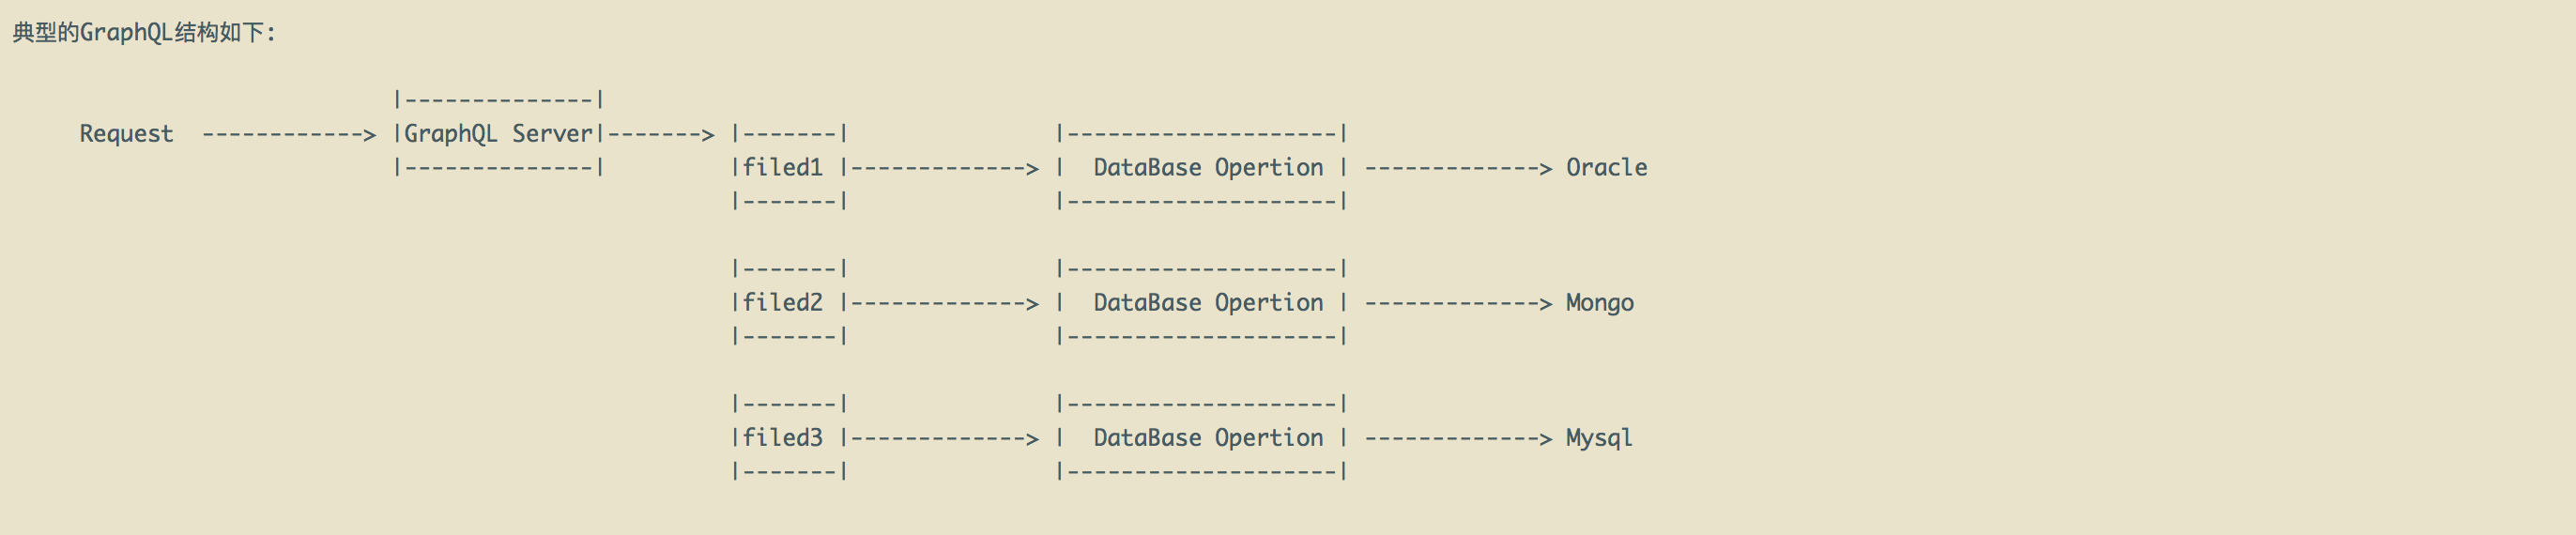 典型的GraphQL结构如下:
|--------------|
Request ------------> |GraphQL Server|-------> |-------| |--------------------|
|--------------| |filed1 |-------------> | DataBase Opertion | -------------> Oracle
|-------| |--------------------|
|-------| |--------------------|
|filed2 |-------------> | DataBase Opertion | -------------> Mongo
|-------| |--------------------|
|-------| |--------------------|
|filed3 |-------------> | DataBase Opertion | -------------> Mysql
|-------| |--------------------|